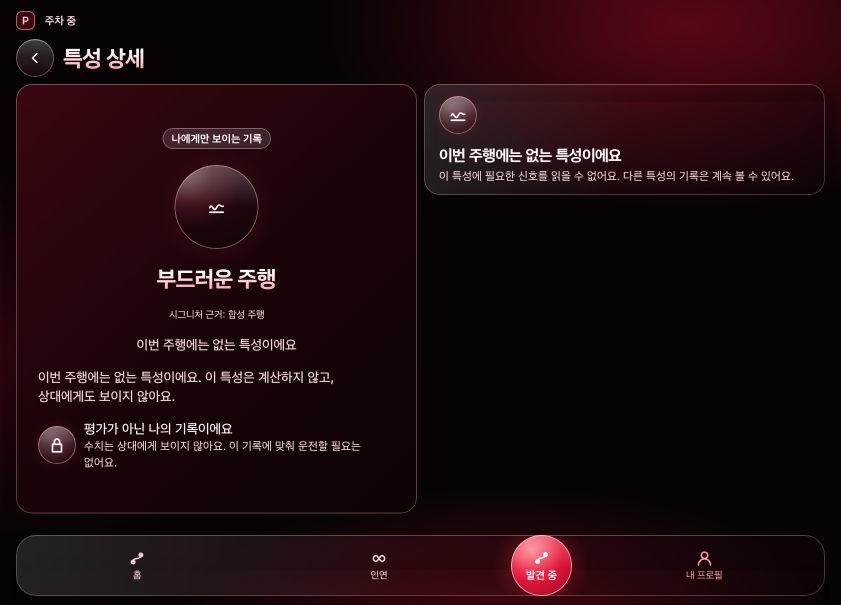 P 주차 중
특성 상세
나에게만 보이는 기록
부드러운 주행
시그니처 근거: 합성 주행
이번 주행에는 없는 특성이에요
이번 주행에는 없는 특성이에요. 이 특성은 계산하지 않고,
상대에게도 보이지 않아요.
평가가 아닌 나의 기록이에요
수치는 상대에게 보이지 않아요. 이 기록에 맞춰 운전할 필요는
없어요.
이번 주행에는 없는 특성이에요
이 특성에 필요한 신호를 읽을 수 없어요. 다른 특성의 기록은 계속 볼 수 있어요.
홈
인연
발견 중
내 프로필